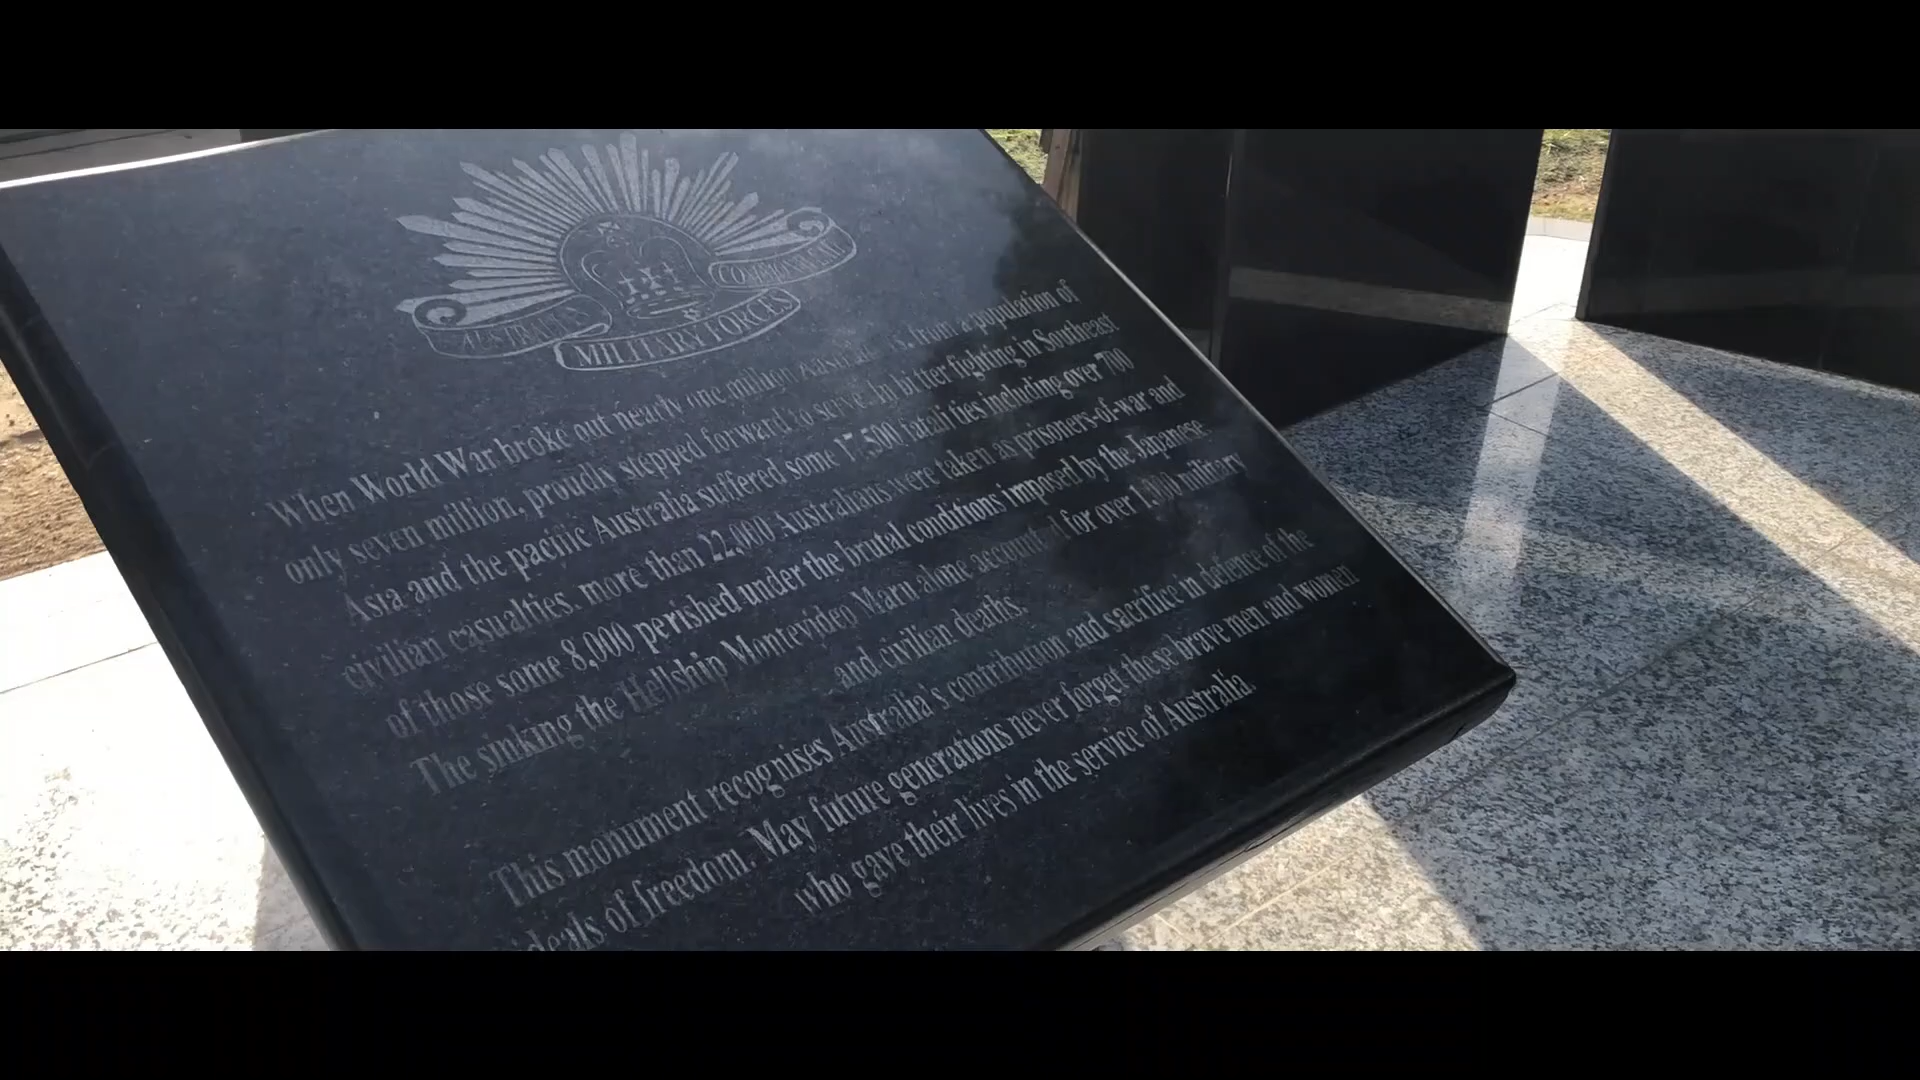 AUSTRALIAN COMMONWEALTH
MILITARY FORCES
When World War broke out nearly one million Australians, from a population of
only seven million, proudly stepped forward to serve. In bitter fighting in Southeast
Asia and the pacific Australia suffered some 17,500 fatalities including over 700
civilian casualties. more than 22,000 Australians were taken as prisoners-of-war and
of those some 8,000 perished under the brutal conditions imposed by the Japanese
The sinking the Hellship Montevideo Maru alone accounted for over military
and civilian deaths.
This monument recognises Australia's contribution and sacrifice in defence of the
ideals of freedom. May future generations never forget these brave men and women
who gave their lives in the service of Australia.